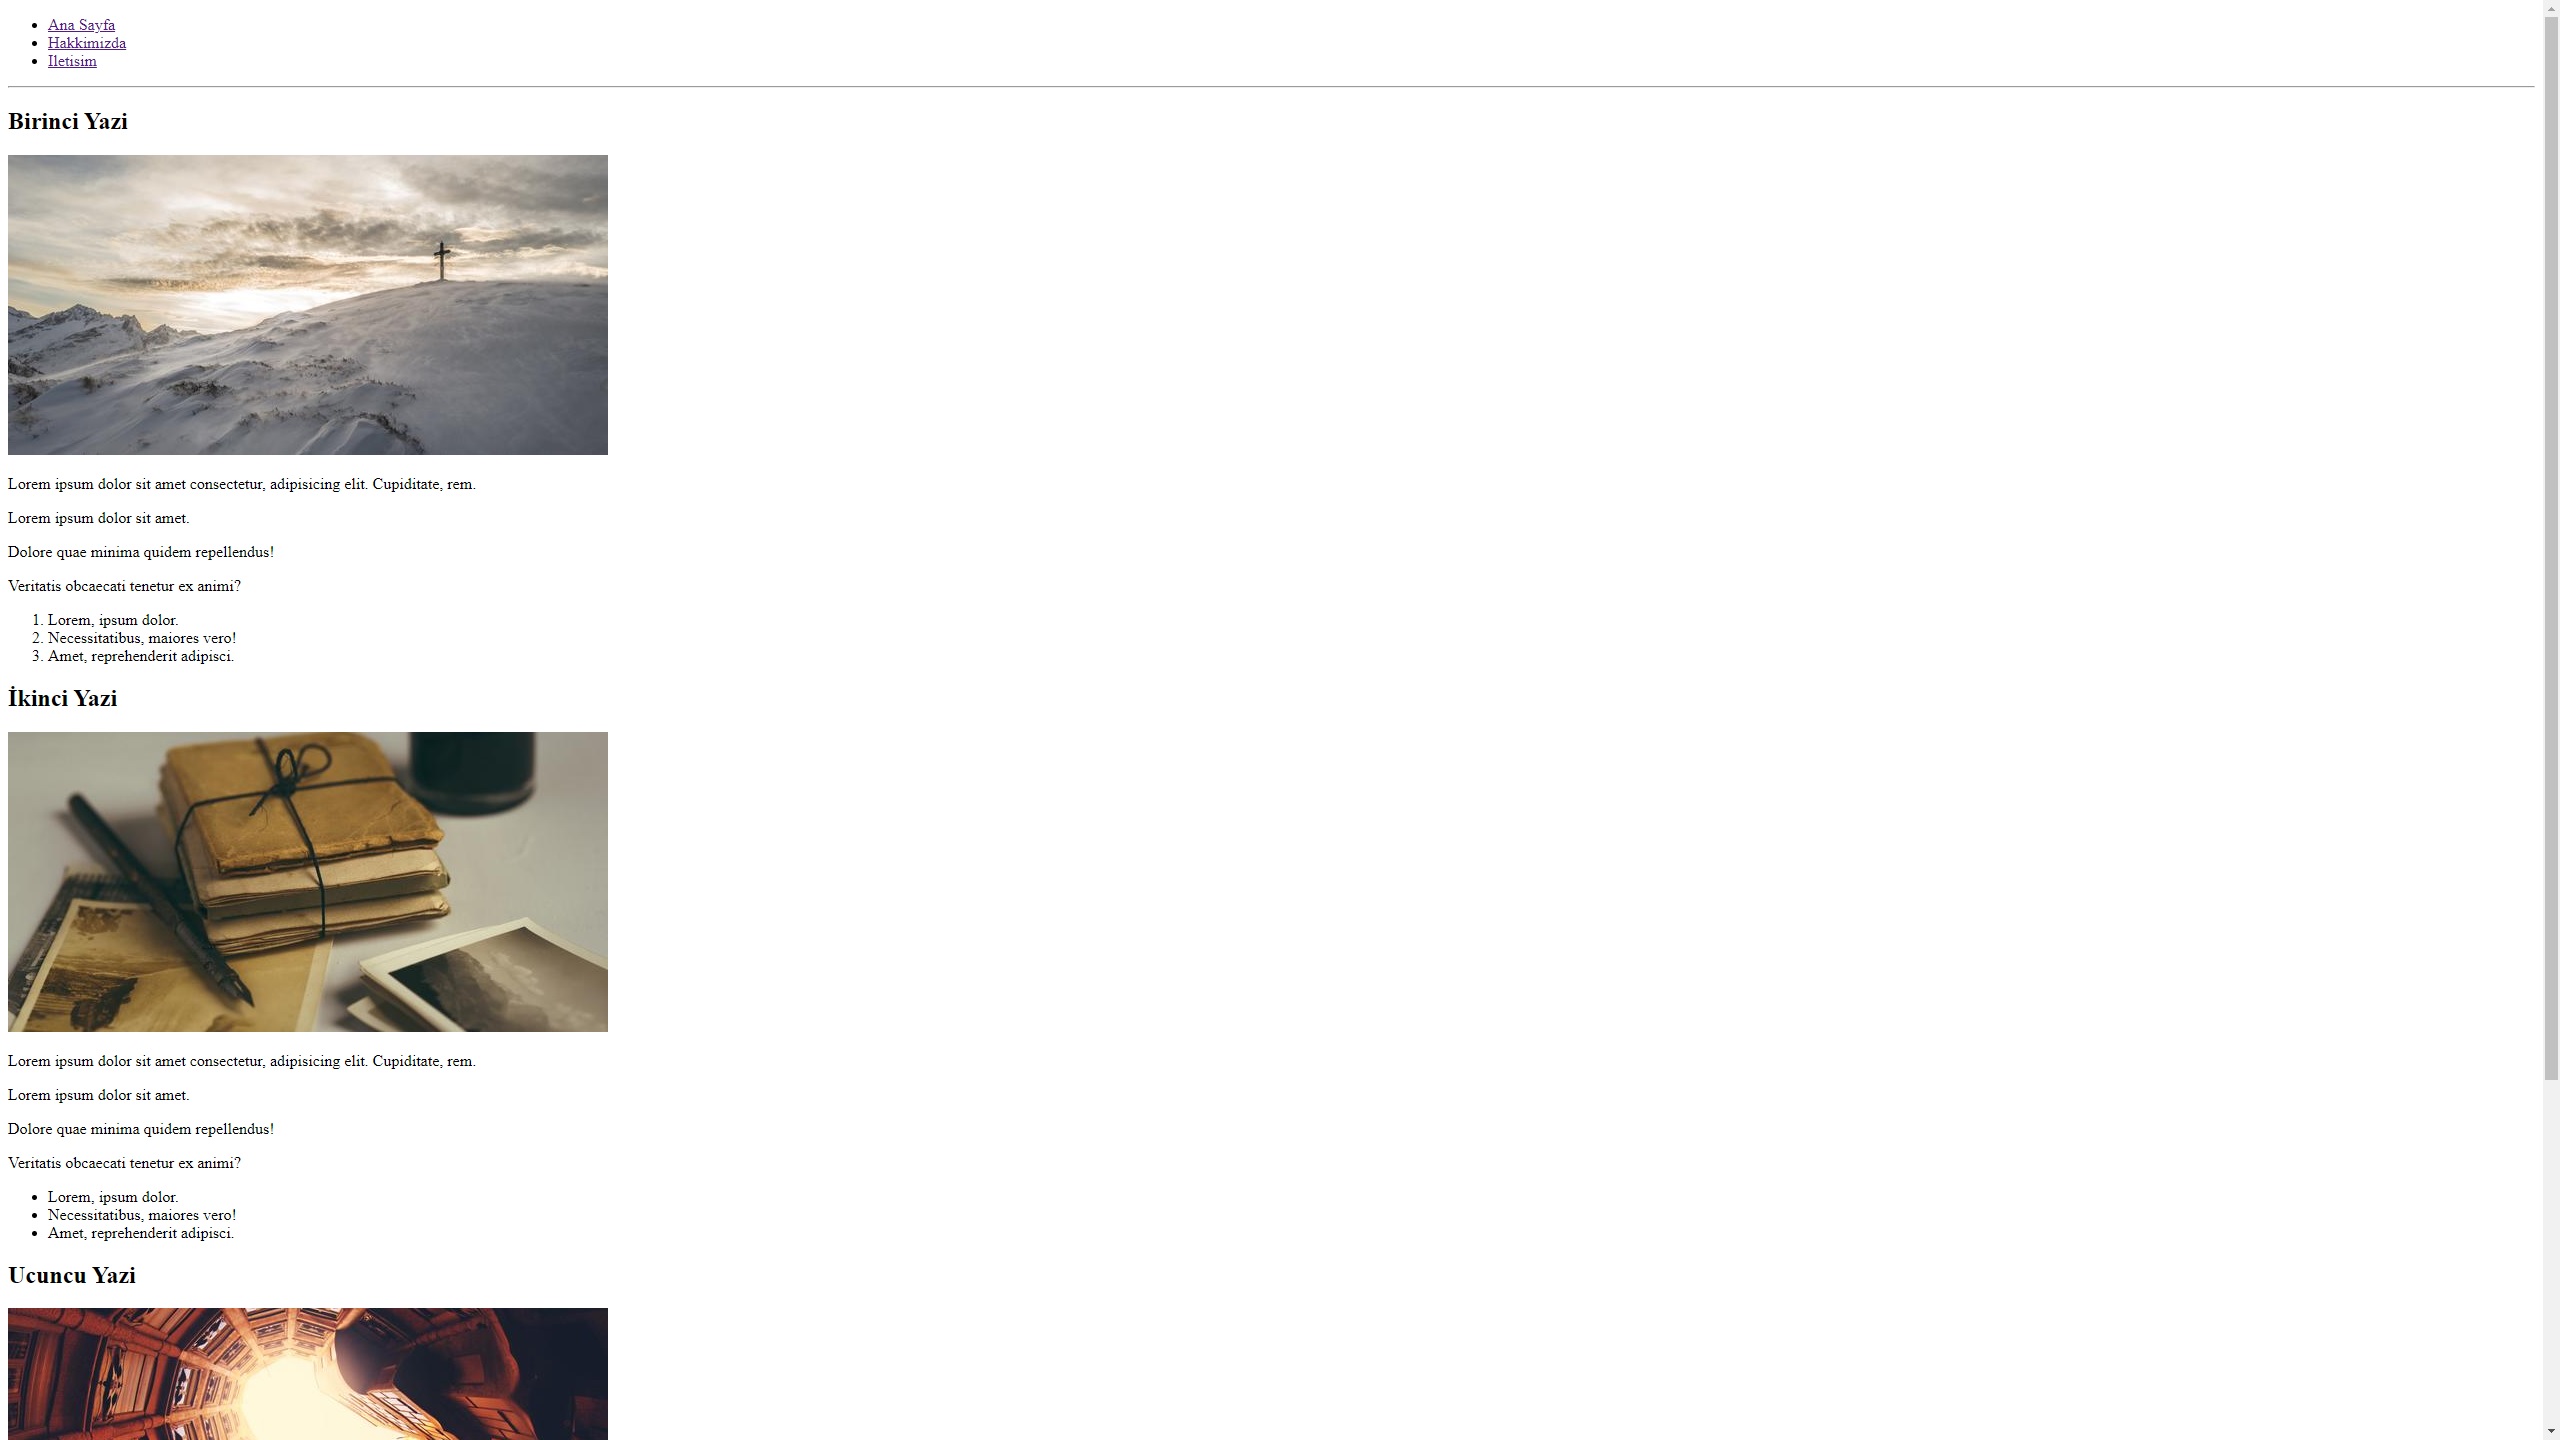 Ana Sayfa
Hakkimizda
Iletisim
Birinci Yazi
Lorem ipsum dolor sit amet consectetur, adipisicing elit. Cupiditate, rem.
Lorem ipsum dolor sit amet.
Dolore quae minima quidem repellendus!
Veritatis obcaecati tenetur ex animi?
1. Lorem, ipsum dolor.
2. Necessitatibus, maiores vero!
3. Amet, reprehenderit adipisci.
İkinci Yazi
Lorem ipsum dolor sit amet consectetur, adipisicing elit. Cupiditate, rem.
Lorem ipsum dolor sit amet.
Dolore quae minima quidem repellendus!
Veritatis obcaecati tenetur ex animi?
Lorem, ipsum dolor.
Necessitatibus, maiores vero!
Amet, reprehenderit adipisci.
Ucuncu Yazi